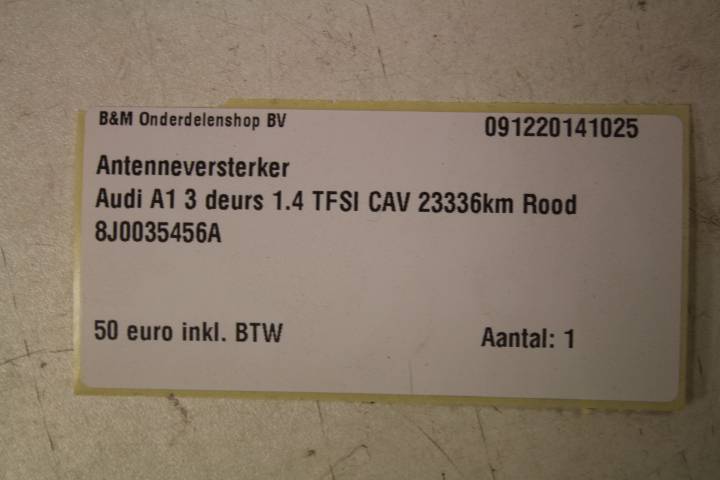 B&M Onderdelenshop BV 091220141025
Antenneversterker
Audi A1 3 deurs 1.4 TFSI CAV 23336km Rood
8J0035456A
50 euro inkl. BTW Aantal: 1